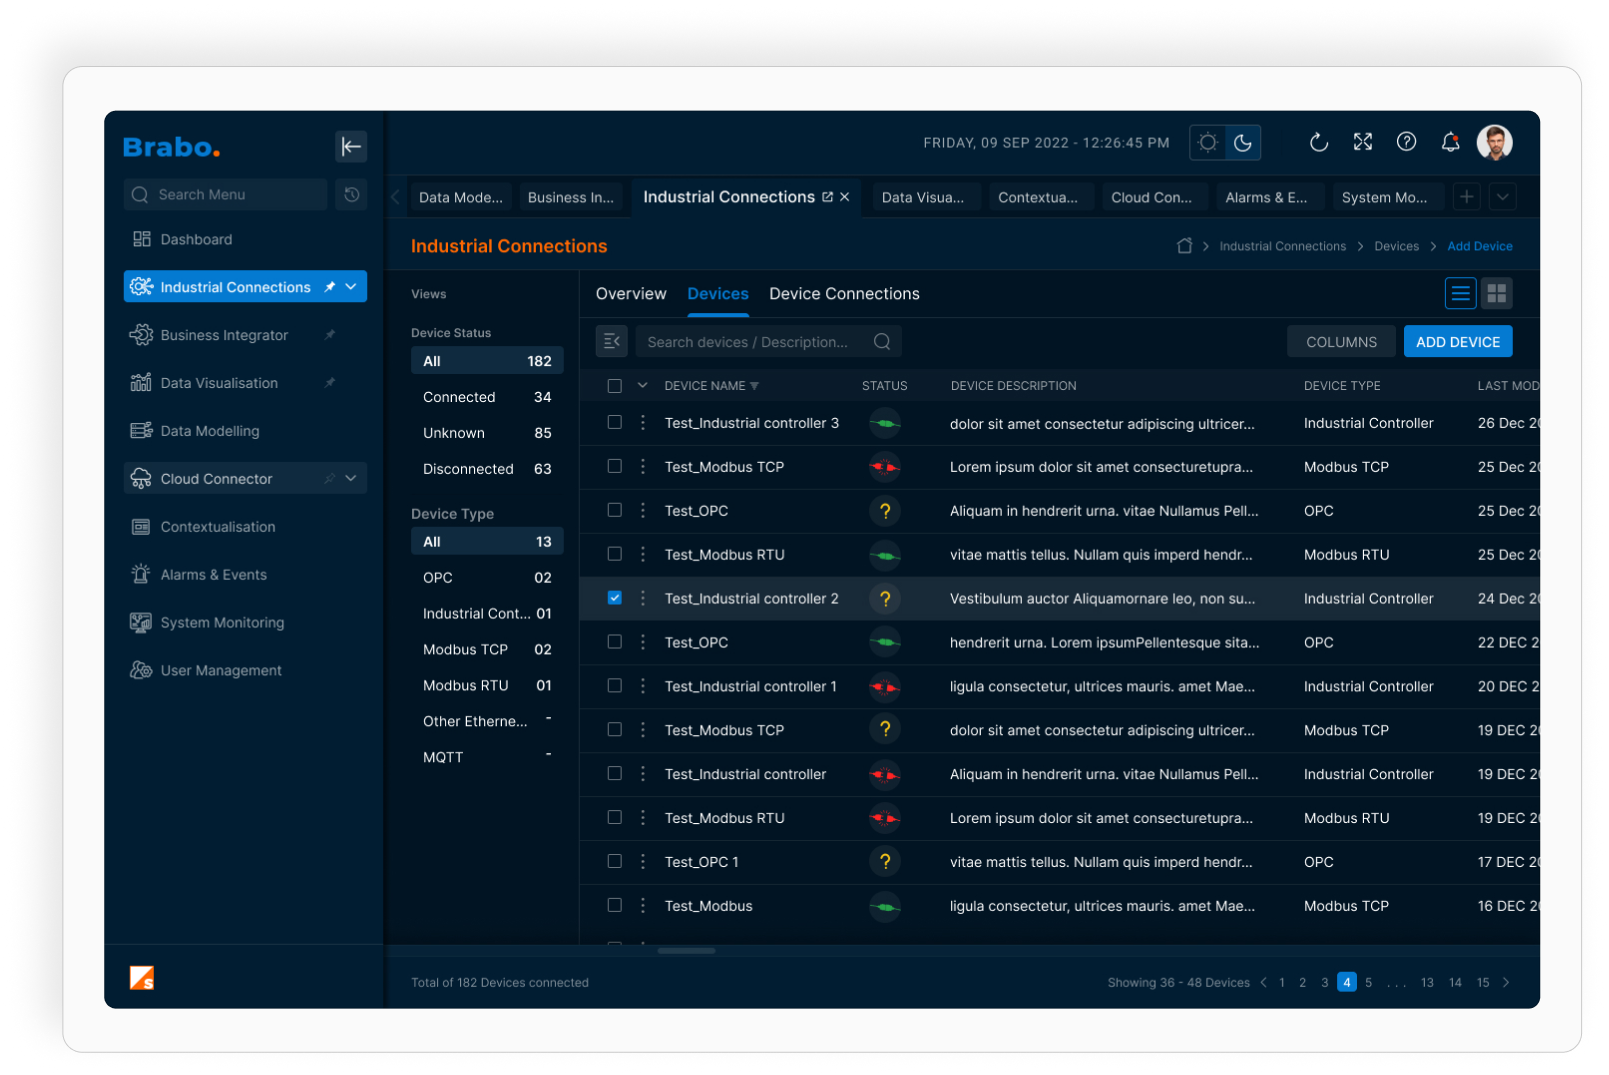 Brabo.
FRIDAY, 09 SEP 2022 - 12:26:45 PM
Search Menu
Dashboard
Industrial Connections
Business Integrator
Data Visualisation
Data Modelling
Cloud Connector
Contextualisation
Alarms & Events
System Monitoring
User Management
Data Mode...
Business In...
Industrial Connections
Data Visua...
Contextua...
Cloud Con...
Alarms & E...
System Mo...
Industrial Connections
Industrial Connections > Devices > Add Device
Views
Device Status
All 182
Connected 34
Unknown 85
Disconnected 63
Device Type
All 13
OPC 02
Industrial Cont... 01
Modbus TCP 02
Modbus RTU 01
Other Etherne... -
MQTT -
Overview Devices Device Connections
Search devices / Description...
COLUMNS
ADD DEVICE
DEVICE NAME STATUS DEVICE DESCRIPTION DEVICE TYPE LAST MOD
Test_Industrial controller 3 dolor sit amet consectetur adipiscing ultricer... Industrial Controller 26 Dec 20
Test_Modbus TCP Lorem ipsum dolor sit amet consecturetupra... Modbus TCP 25 Dec 20
Test_OPC ? Aliquam in hendrerit urna. vitae Nullamus Pell... OPC 25 Dec 20
Test_Modbus RTU vitae mattis tellus. Nullam quis imperd hendr... Modbus RTU 25 Dec 20
Test_Industrial controller 2 ? Vestibulum auctor Aliquamornare leo, non su... Industrial Controller 24 Dec 20
Test_OPC hendrerit urna. Lorem ipsumPellentesque sita... OPC 22 DEC 2
Test_Industrial controller 1 ligula consectetur, ultrices mauris. amet Mae... Industrial Controller 20 DEC 2
Test_Modbus TCP ? dolor sit amet consectetur adipiscing ultricer... Modbus TCP 19 DEC 20
Test_Industrial controller Aliquam in hendrerit urna. vitae Nullamus Pell... Industrial Controller 19 DEC 20
Test_Modbus RTU Lorem ipsum dolor sit amet consecturetupra... Modbus RTU 19 DEC 20
Test_OPC 1 ? vitae mattis tellus. Nullam quis imperd hendr... OPC 17 DEC 20
Test_Modbus ligula consectetur, ultrices mauris. amet Mae... Modbus TCP 16 DEC 20
Total of 182 Devices connected
Showing 36 - 48 Devices < 1 2 3 4 5 ... 13 14 15 >